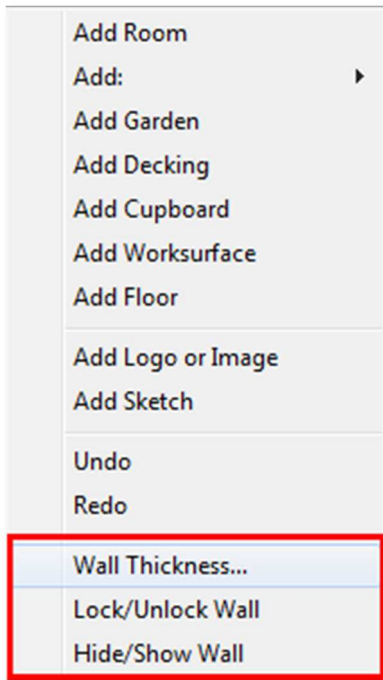 Add Room
Add:
Add Garden
Add Decking
Add Cupboard
Add Worksurface
Add Floor
Add Logo or Image
Add Sketch
Undo
Redo
Wall Thickness...
Lock/Unlock Wall
Hide/Show Wall